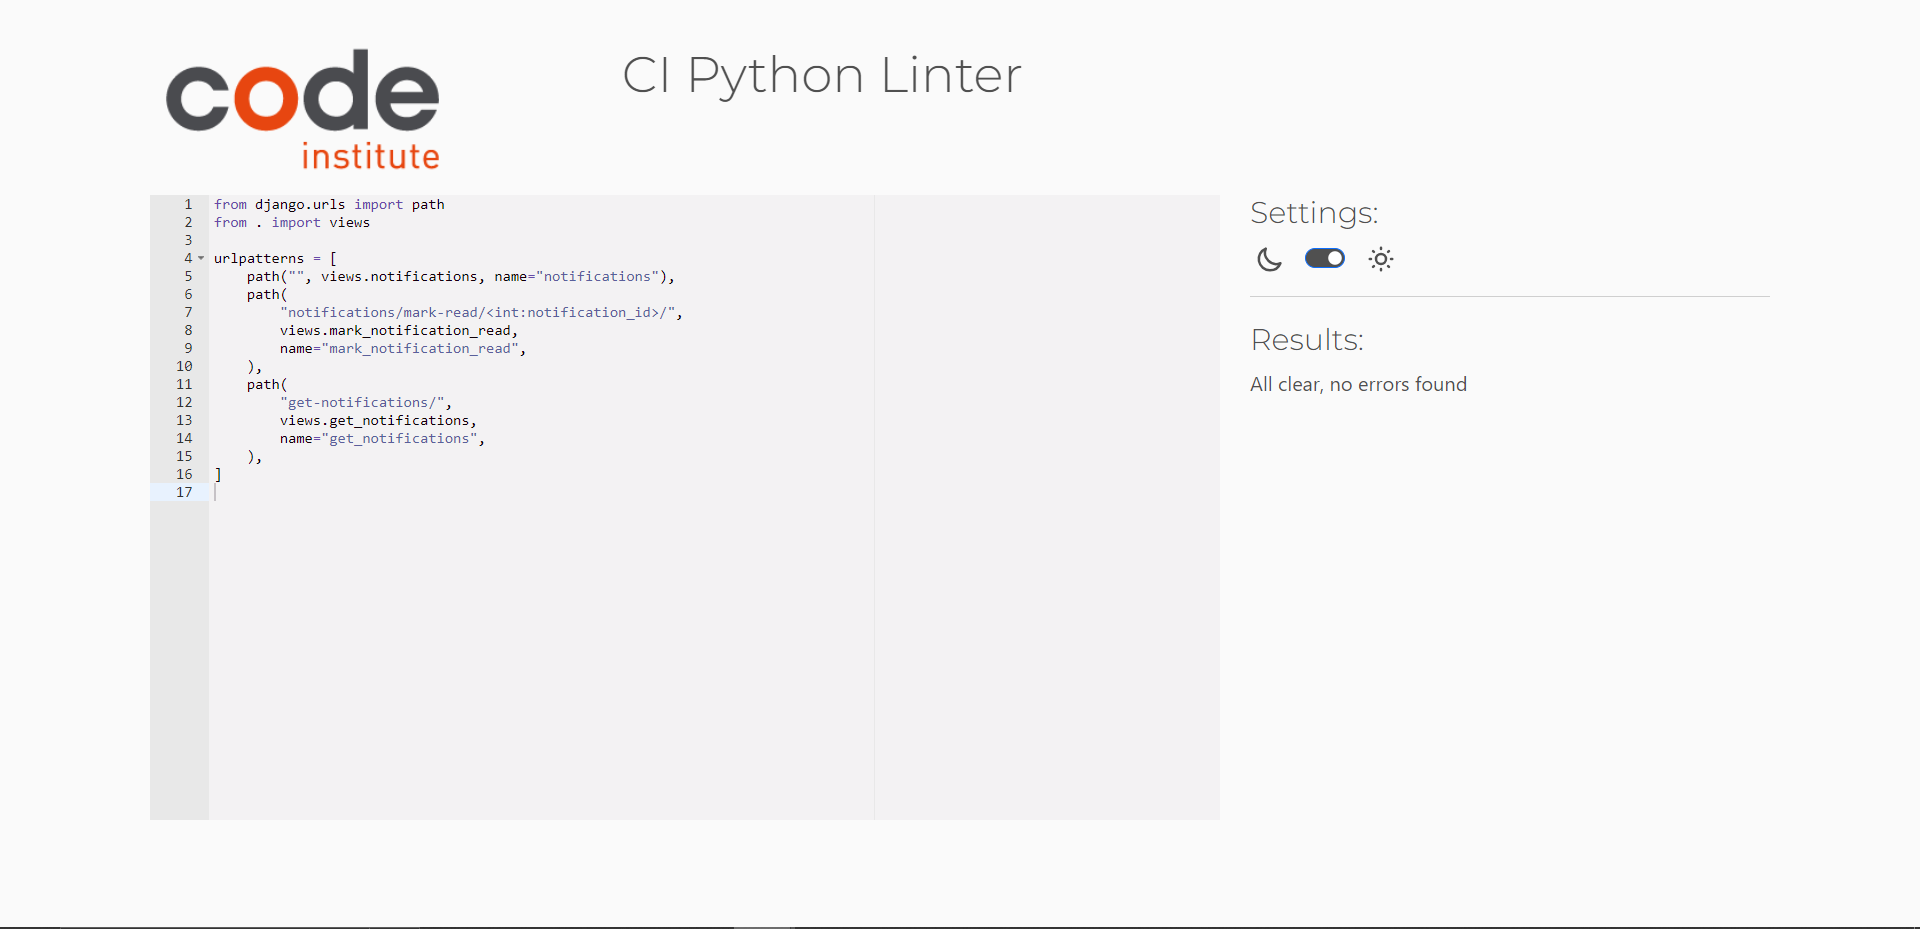 code
institute
CI Python Linter
1 from django.urls import path
2 from . import views
3
4 urlpatterns = [
5     path("", views.notifications, name="notifications"),
6     path(
7         "notifications/mark-read/<int:notification_id>/",
8         views.mark_notification_read,
9         name="mark_notification_read",
10     ),
11     path(
12         "get-notifications/",
13         views.get_notifications,
14         name="get_notifications",
15     ),
16 ]
17
Settings:
Results:
All clear, no errors found